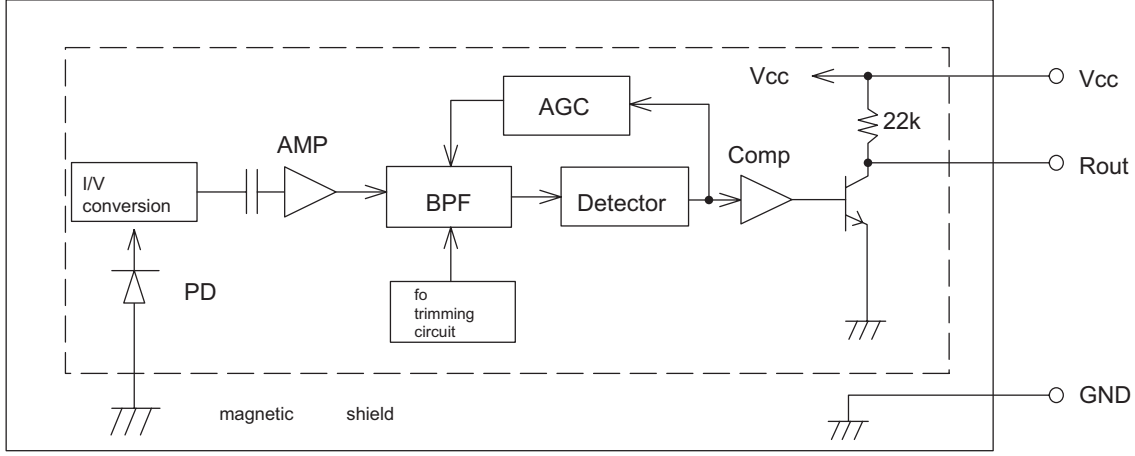 Vcc
Vcc
AGC
22k
AMP
Comp
Rout
I/V
conversion
BPF
Detector
PD
fo
trimming
circuit
GND
magnetic shield